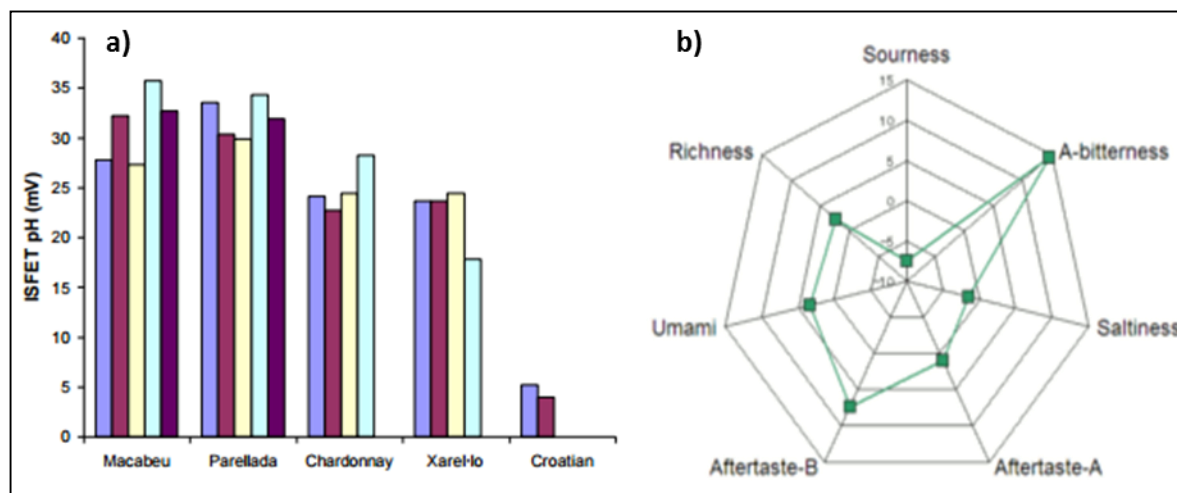 a)
ISFET pH (mV)
40
35
30
25
20
15
10
5
0
Macabeu Parellada Chardonnay Xarel·lo Croatian
b)
Sourness
15
10
5
0
-5
-10
Richness
A-bitterness
Umami
Saltiness
Aftertaste-B
Aftertaste-A